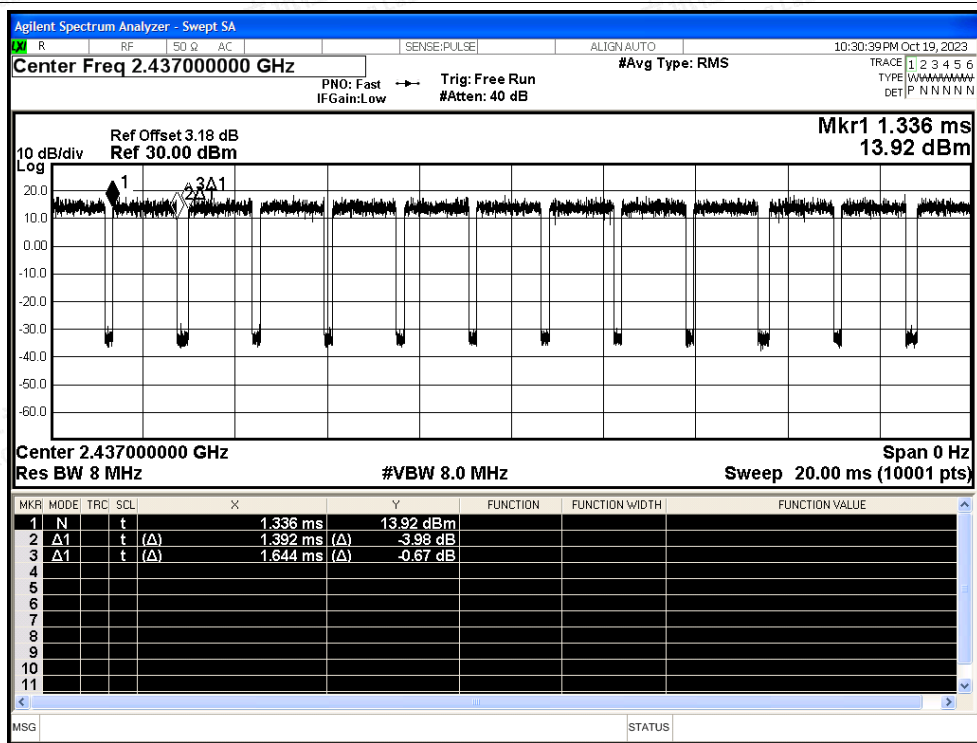 Agilent Spectrum Analyzer - Swept SA
LXI R RF 50 Ω AC SENSE:PULSE ALIGN AUTO 10:30:39 PM Oct 19, 2023
Center Freq 2.437000000 GHz #Avg Type: RMS TRACE 1 2 3 4 5 6
PNO: Fast Trig: Free Run TYPE WWWWWW
IFGain:Low #Atten: 40 dB DET P N N N N N
Mkr1 1.336 ms
Ref Offset 3.18 dB
10 dB/div Ref 30.00 dBm 13.92 dBm
Log
1 2Δ1 3Δ1
20.0
10.0
0.00
-10.0
-20.0
-30.0
-40.0
-50.0
-60.0
Center 2.437000000 GHz Span 0 Hz
Res BW 8 MHz #VBW 8.0 MHz Sweep 20.00 ms (10001 pts)
MKR MODE TRC SCL X Y FUNCTION FUNCTION WIDTH FUNCTION VALUE
1 N t 1.336 ms 13.92 dBm
2 Δ1 t (Δ) 1.392 ms (Δ) -3.98 dB
3 Δ1 t (Δ) 1.644 ms (Δ) -0.67 dB
4
5
6
7
8
9
10
11
MSG STATUS